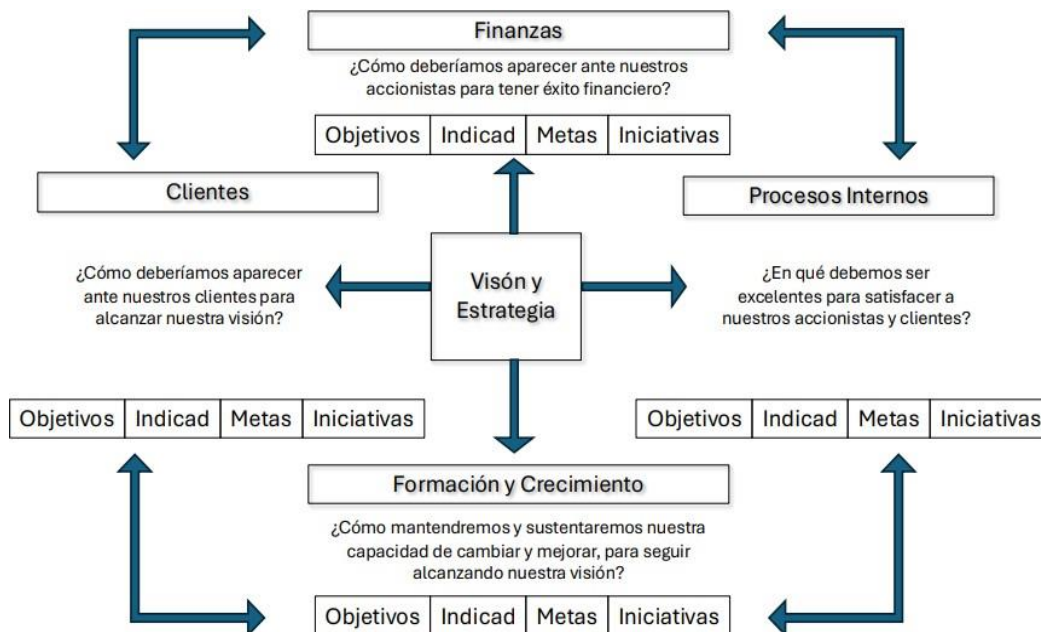 Finanzas
¿Cómo deberíamos aparecer ante nuestros
accionistas para tener éxito financiero?
Objetivos Indicad Metas Iniciativas
Clientes
¿Cómo deberíamos aparecer
ante nuestros clientes para
alcanzar nuestra visión?
Objetivos Indicad Metas Iniciativas
Visón y
Estrategia
Procesos Internos
¿En qué debemos ser
excelentes para satisfacer a
nuestros accionistas y clientes?
Objetivos Indicad Metas Iniciativas
Formación y Crecimiento
¿Cómo mantendremos y sustentaremos nuestra
capacidad de cambiar y mejorar, para seguir
alcanzando nuestra visión?
Objetivos Indicad Metas Iniciativas